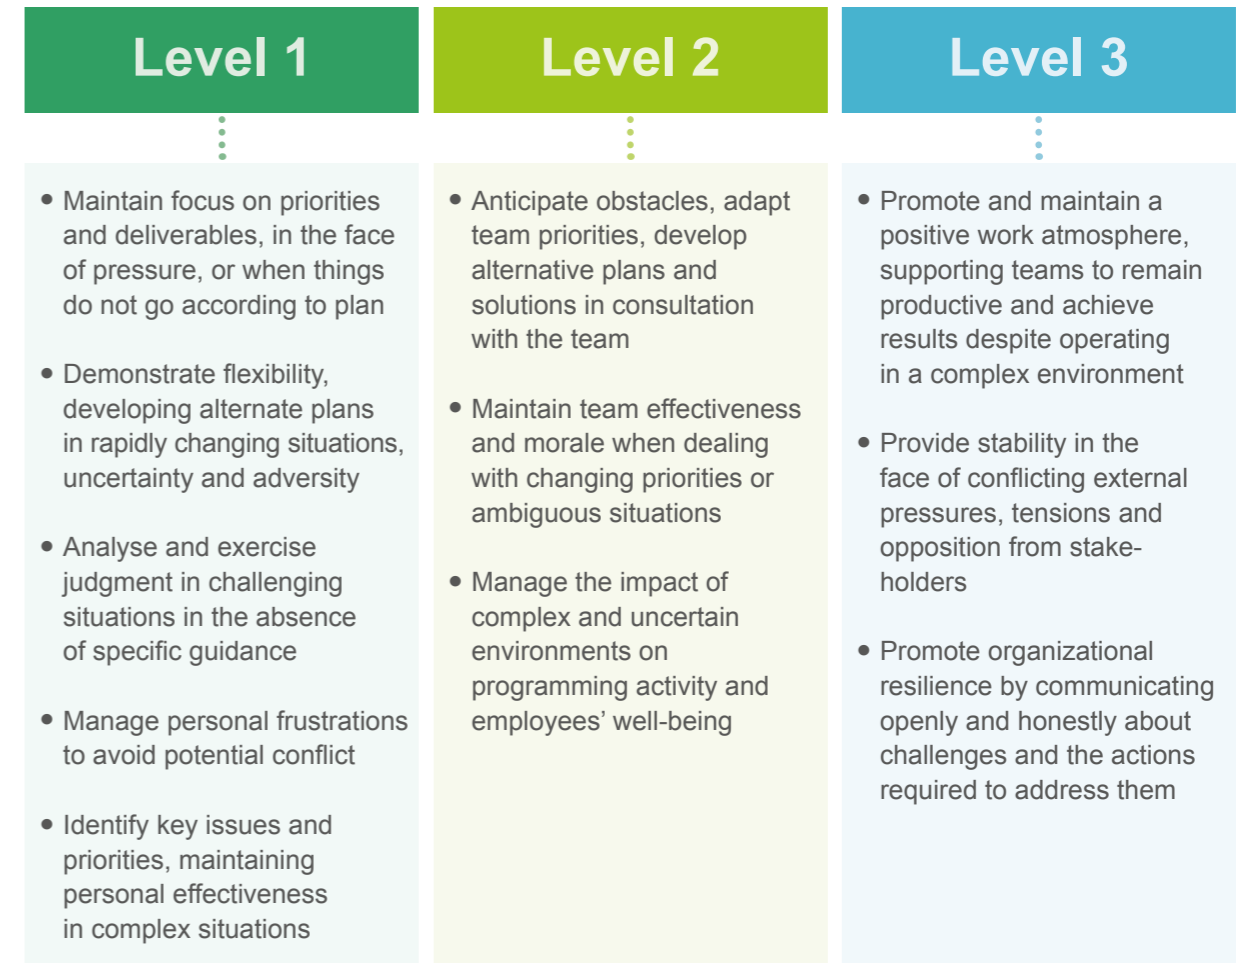 Level 1
• Maintain focus on priorities
and deliverables, in the face
of pressure, or when things
do not go according to plan
• Demonstrate flexibility,
developing alternate plans
in rapidly changing situations,
uncertainty and adversity
• Analyse and exercise
judgment in challenging
situations in the absence
of specific guidance
• Manage personal frustrations
to avoid potential conflict
• Identify key issues and
priorities, maintaining
personal effectiveness
in complex situations
Level 2
• Anticipate obstacles, adapt
team priorities, develop
alternative plans and
solutions in consultation
with the team
• Maintain team effectiveness
and morale when dealing
with changing priorities or
ambiguous situations
• Manage the impact of
complex and uncertain
environments on
programming activity and
employees’ well-being
Level 3
• Promote and maintain a
positive work atmosphere,
supporting teams to remain
productive and achieve
results despite operating
in a complex environment
• Provide stability in the
face of conflicting external
pressures, tensions and
opposition from stake-
holders
• Promote organizational
resilience by communicating
openly and honestly about
challenges and the actions
required to address them